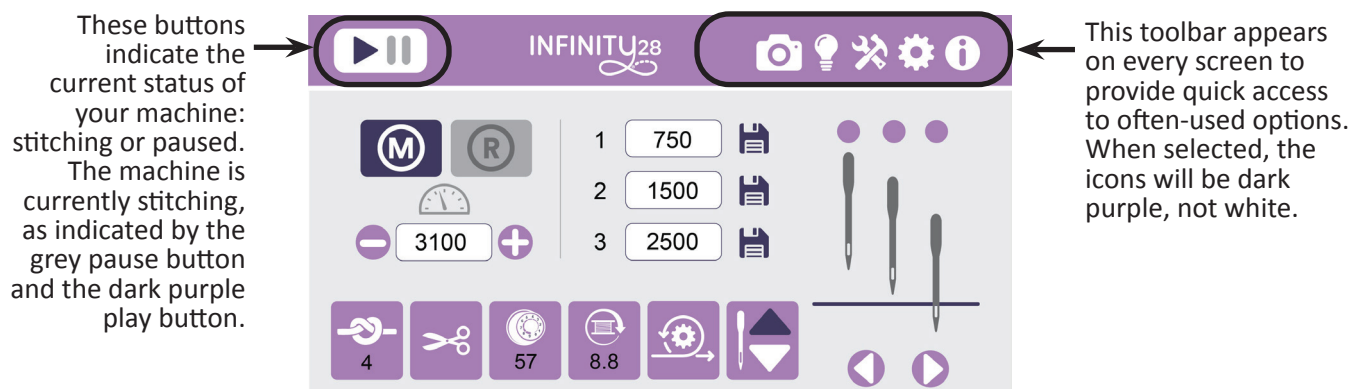 These buttons
indicate the
current status of
your machine:
stitching or paused.
The machine is
currently stitching,
as indicated by the
grey pause button
and the dark purple
play button.
INFINITY28
This toolbar appears
on every screen to
provide quick access
to often-used options.
When selected, the
icons will be dark
purple, not white.
M R
3100
1 750
2 1500
3 2500
4 57 8.8